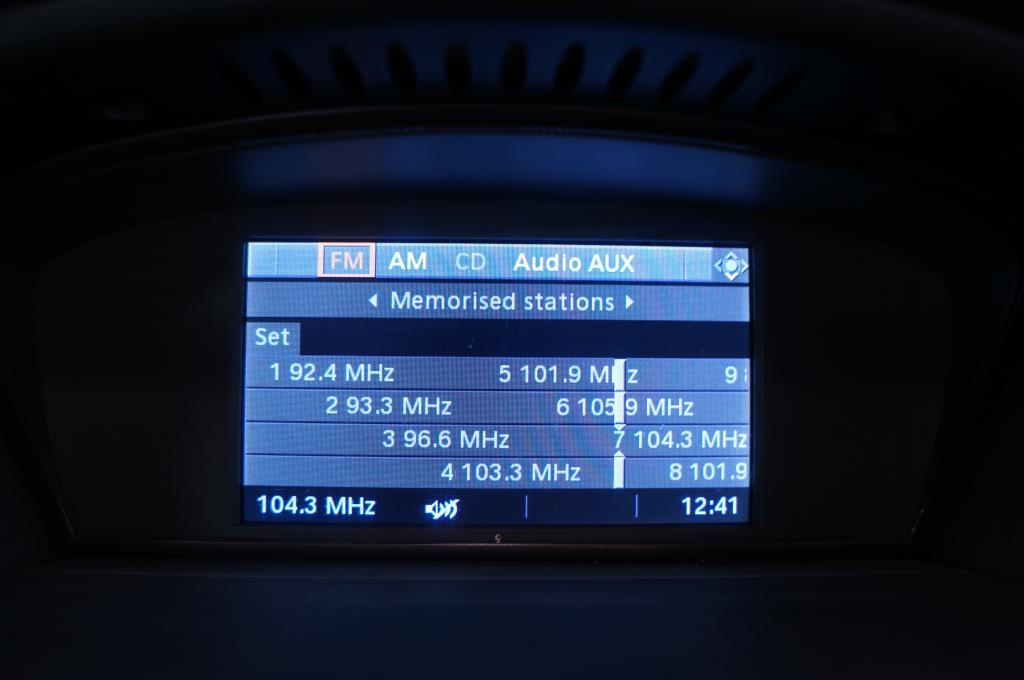 FM AM CD Audio AUX
Memorised stations
Set
1 92.4 MHz 5 101.9 MHz 9
2 93.3 MHz 6 105.9 MHz
3 96.6 MHz 7 104.3 MHz
4 103.3 MHz 8 101.9
104.3 MHz 12:41